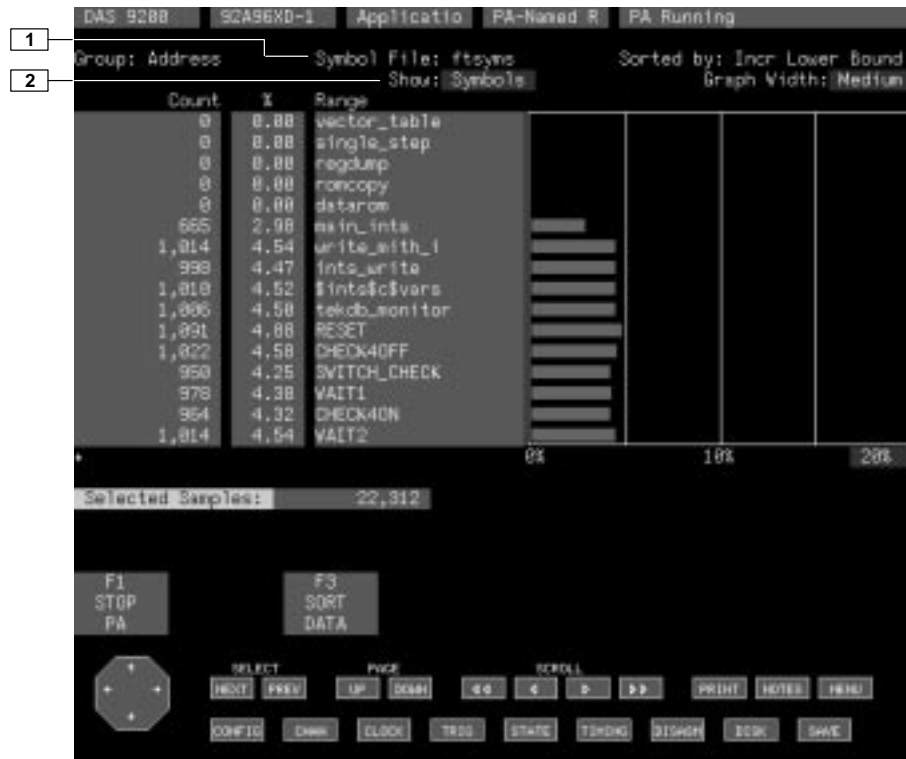 DAS 9200 92A96XD-1 Applicatio PA-Named R PA Running
1
Group: Address Symbol File: ftsyms Sorted by: Incr Lower Bound
2
Show: Symbols Graph Width: Medium
Count % Range
0 0.00 vector_table
0 0.00 single_step
0 0.00 regdump
0 0.00 romcopy
0 0.00 datarom
665 2.98 main_ints
1,014 4.54 write_mith_i
998 4.47 ints_write
1,010 4.52 $ints$c$vars
1,006 4.50 tekdb_monitor
1,091 4.88 RESET
1,022 4.58 CHECK4OFF
950 4.25 SWITCH_CHECK
978 4.38 WAIT1
964 4.32 CHECK4ON
1,014 4.54 WAIT2
0% 10% 20%
Selected Samples: 22,312
F1 F3
STOP SORT
PA DATA
SELECT PAGE SCROLL
NEXT PREV UP DOWN PRINT NOTES MENU
CONFIG CHAN CLOCK TRIG STATE TIMING DISASM DISK SAVE